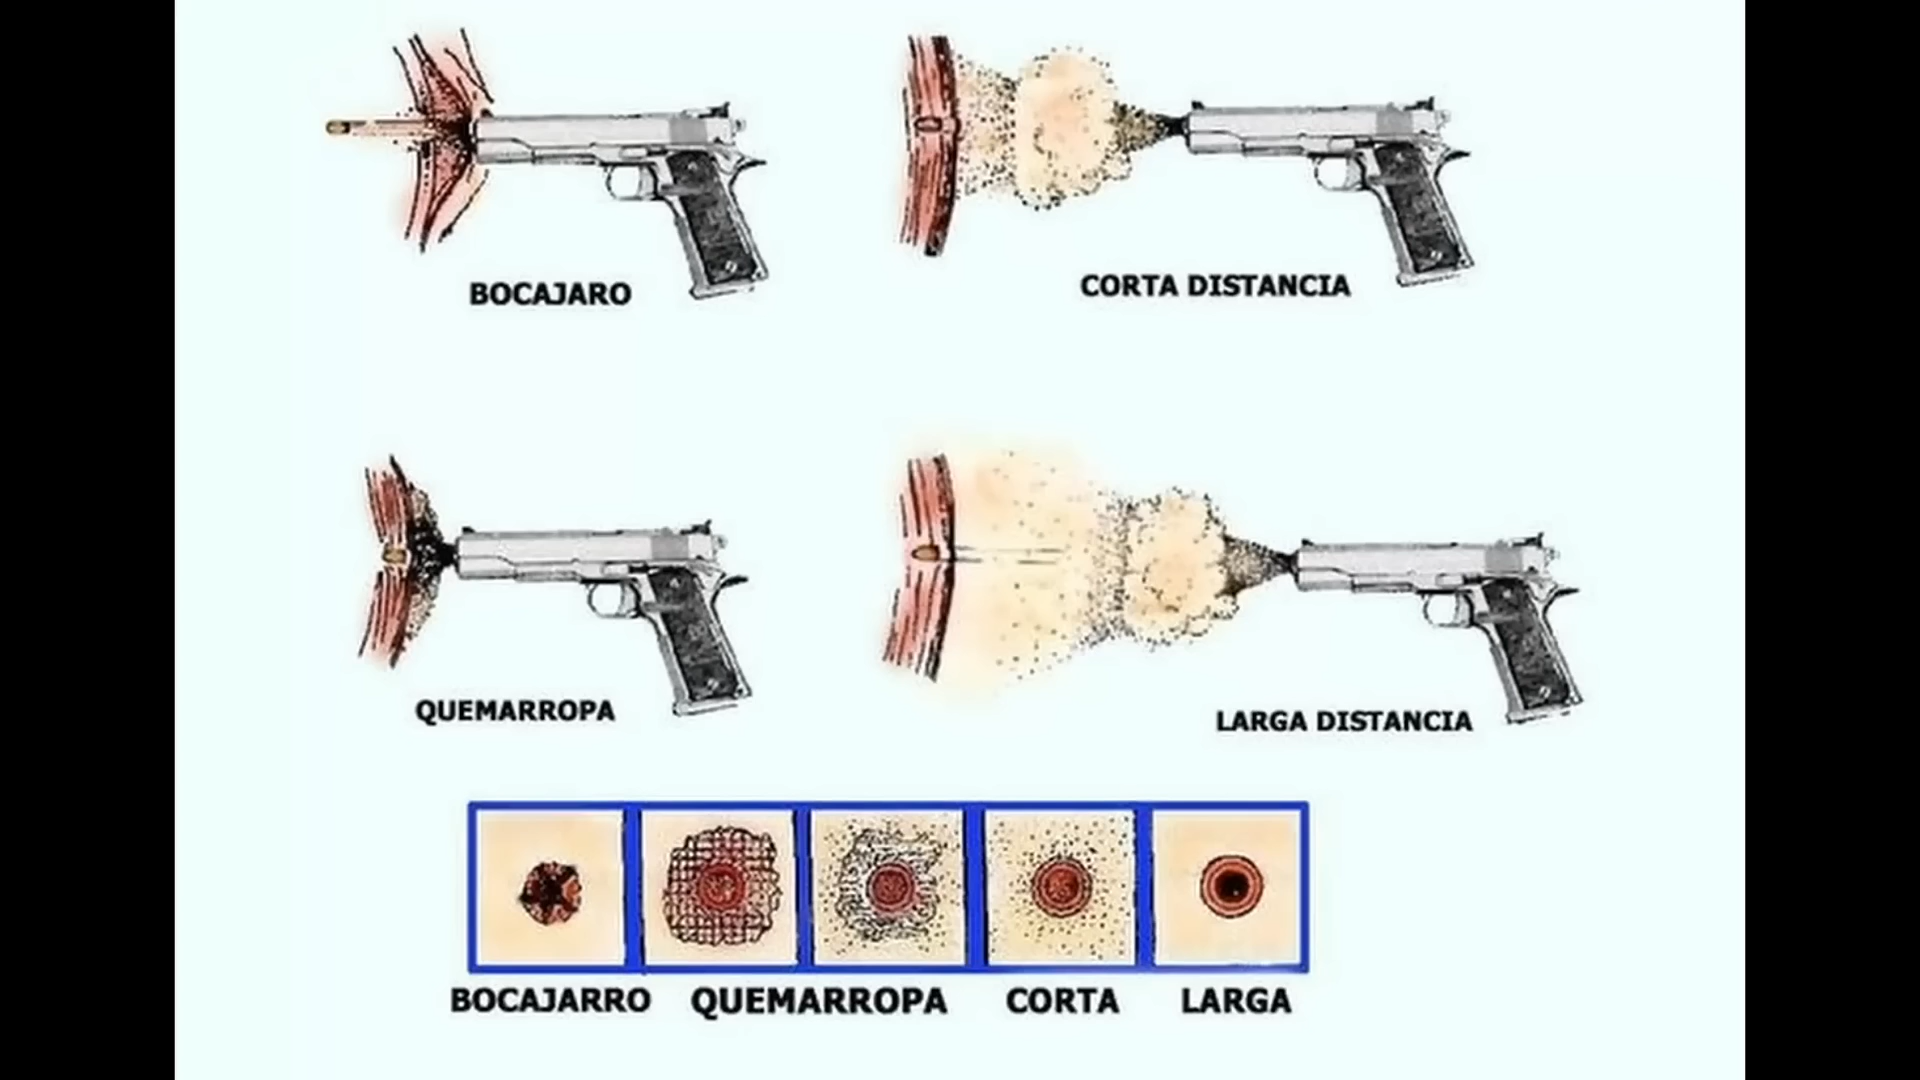 BOCAJARO
CORTA DISTANCIA
QUEMARROPA
LARGA DISTANCIA
BOCAJARRO
QUEMARROPA
CORTA
LARGA